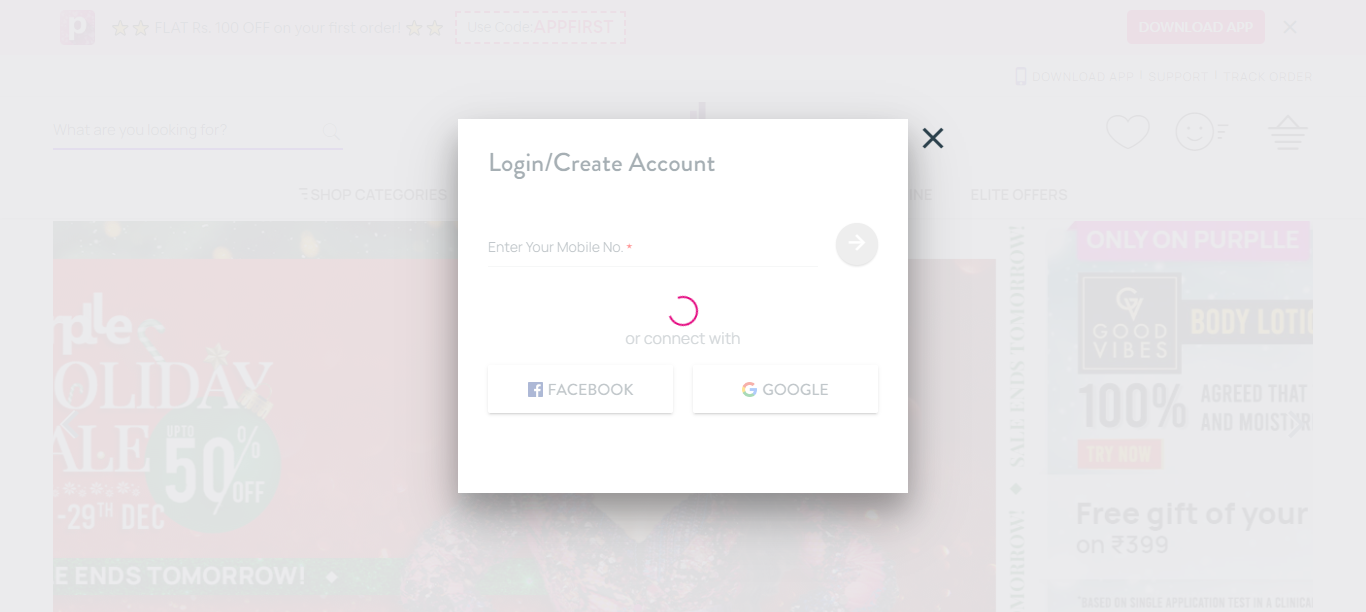 p
FLAT Rs. 100 OFF on your first order!
Use Code:APPFIRST
DOWNLOAD APP
DOWNLOAD APP | SUPPORT | TRACK ORDER
What are you looking for?
SHOP CATEGORIES
INE
ELITE OFFERS
Login/Create Account
Enter Your Mobile No. *
or connect with
FACEBOOK
GOOGLE
rplle
OLIDAY
ALE
UPTO
50% OFF
-29TH DEC
E ENDS TOMORROW!
SALE ENDS TOMORROW!
MORROW!
ONLY ON PURPLLE
GV
GOOD
VIBES
BODY LOTIO
100%
AGREED THAT
AND MOISTUR
TRY NOW
Free gift of your
on ₹399
*BASED ON SINGLE APPLICATION TEST IN A CLINICAL